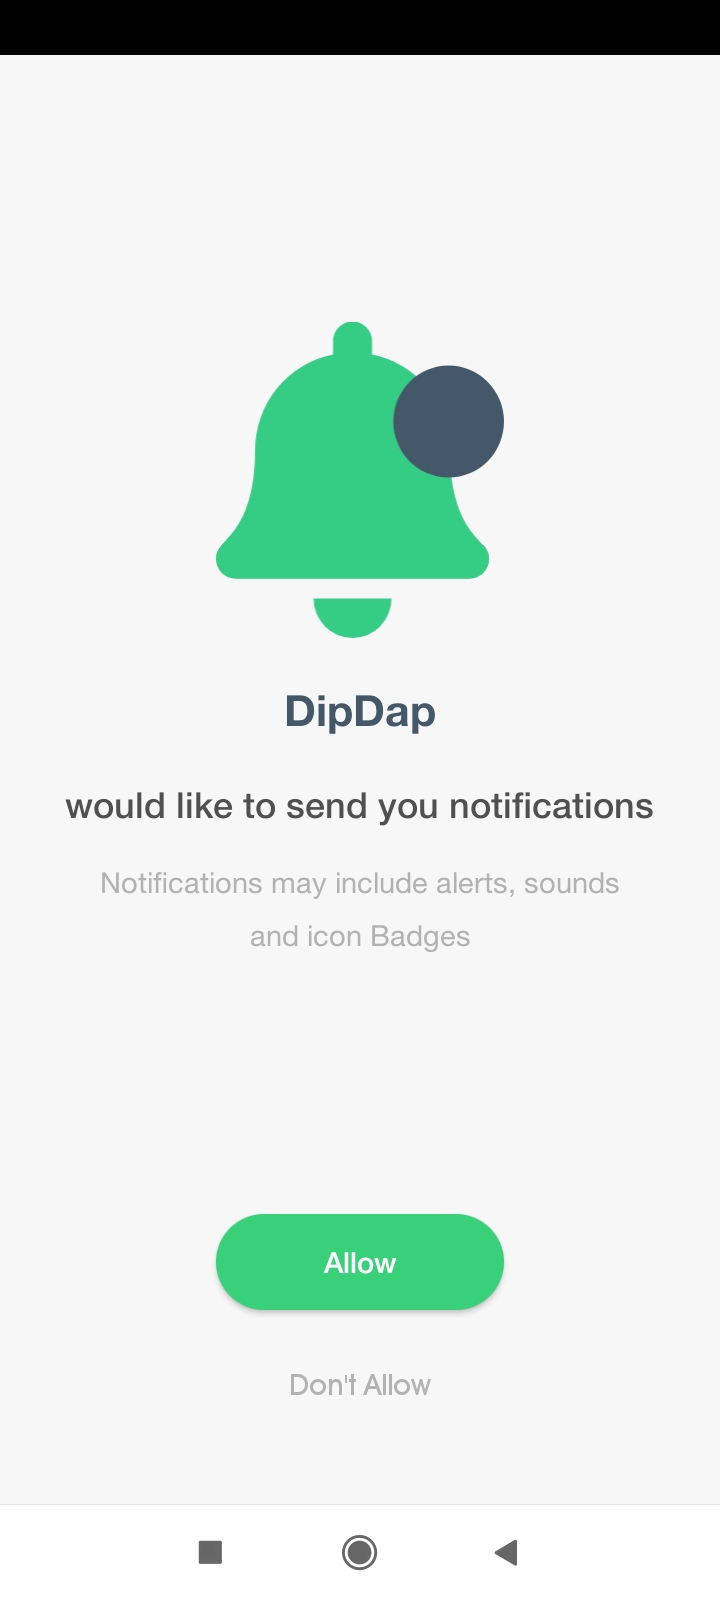 DipDap
would like to send you notifications
Notifications may include alerts, sounds
and icon Badges
Allow
Don't Allow